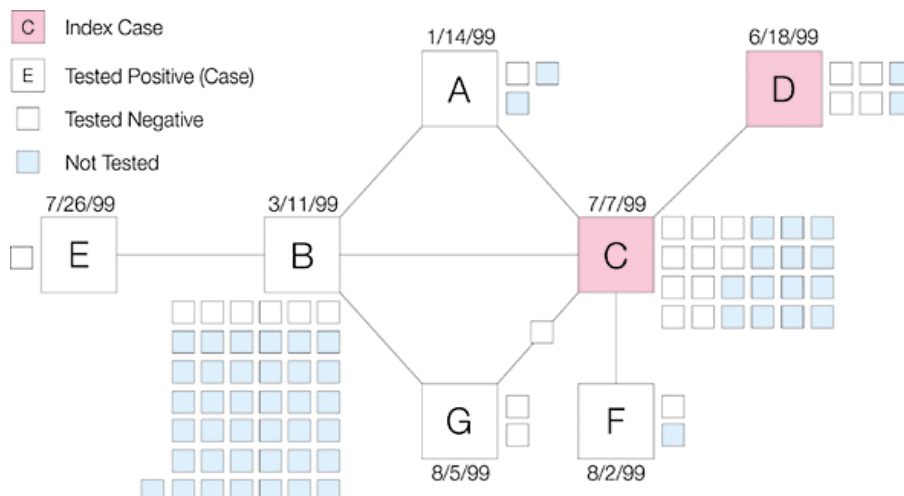 C Index Case
E Tested Positive (Case)
Tested Negative
Not Tested
1/14/99
A
6/18/99
D
7/26/99
E
3/11/99
B
7/7/99
C
G
8/5/99
F
8/2/99